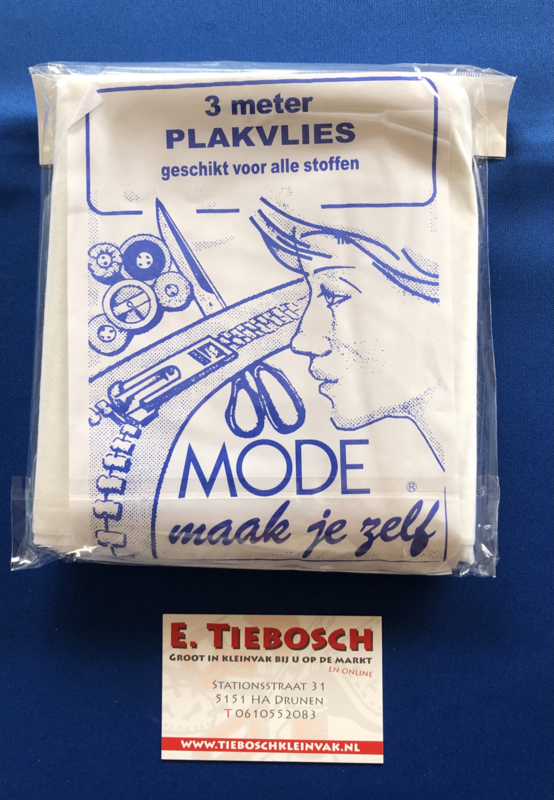 3 meter
PLAKVLIES
geschikt voor alle stoffen
MODE ®
maak je zelf
E. TIEBOSCH
GROOT IN KLEINVAK BIJ U OP DE MARKT
EN ONLINE
STATIONSSTRAAT 31
5151 HA DRUNEN
T 0610552083
WWW.TIEBOSCHKLEINVAK.NL